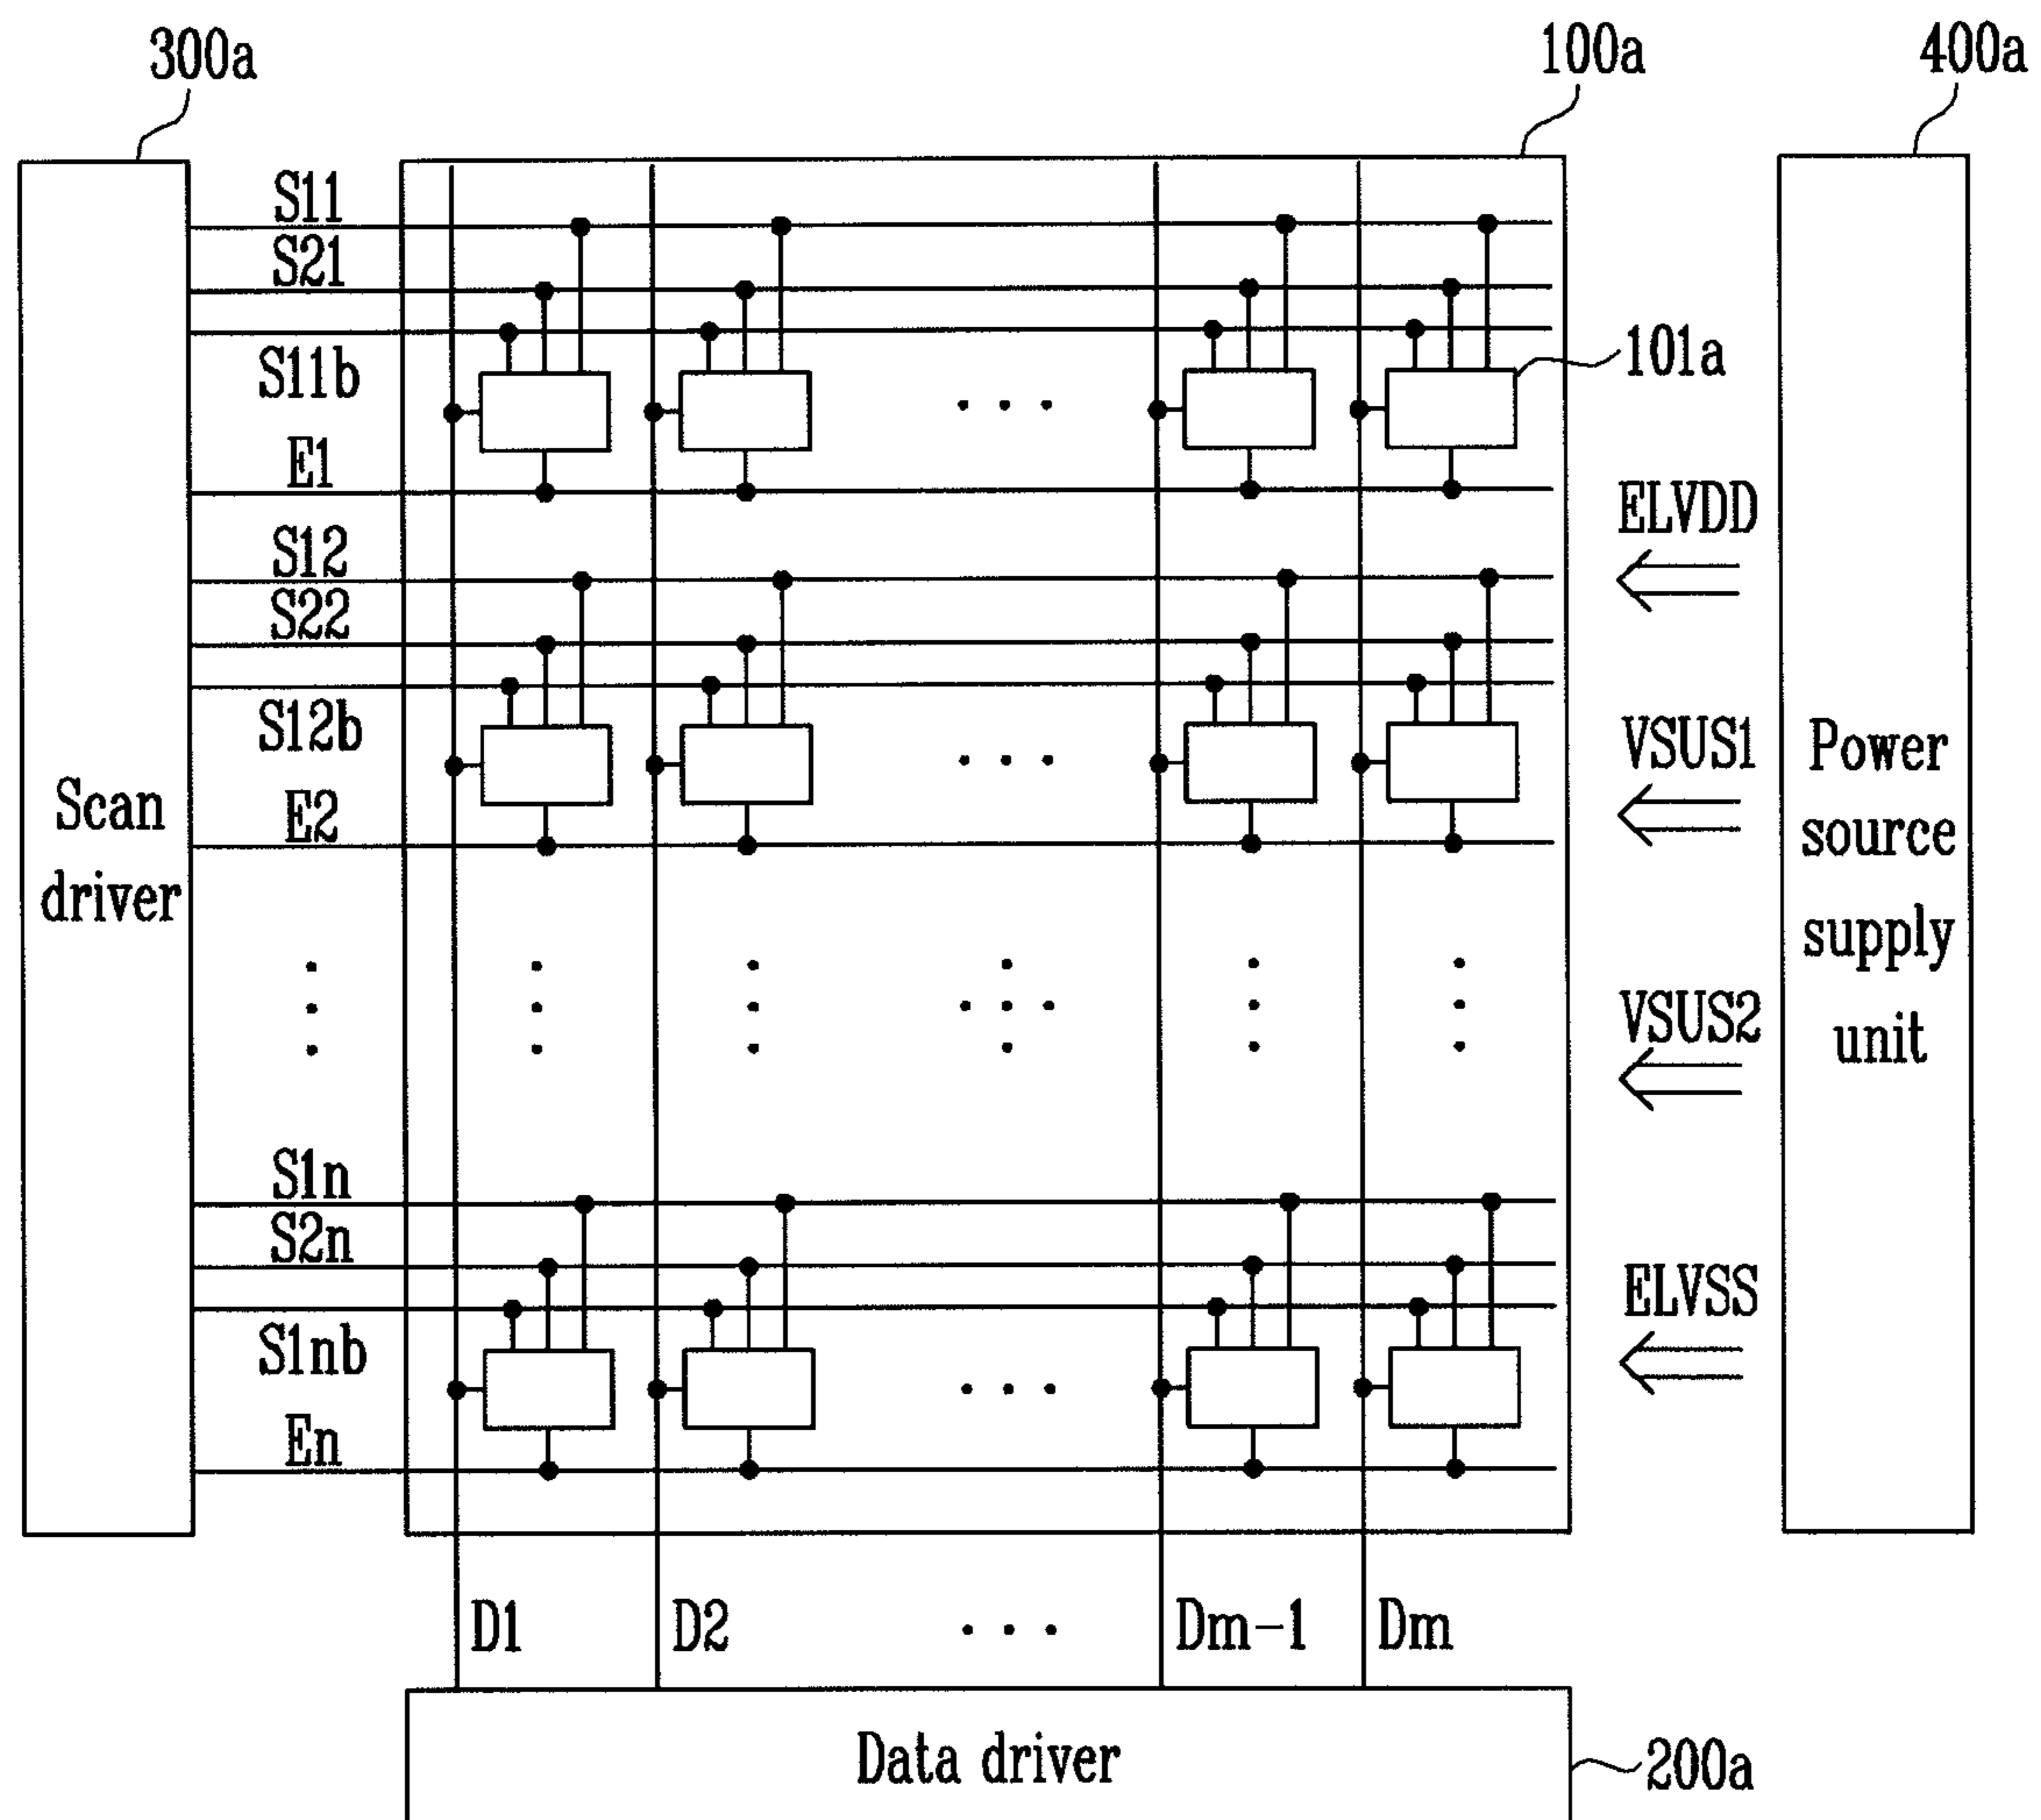 300a
100a
400a
S11
S21
S11b
101a
E1
ELVDD
S12
S22
S12b
VSUS1
E2
Scan
driver
Power
source
supply
unit
VSUS2
S1n
S2n
ELVSS
S1nb
En
D1
D2
Dm-1
Dm
Data driver
200a